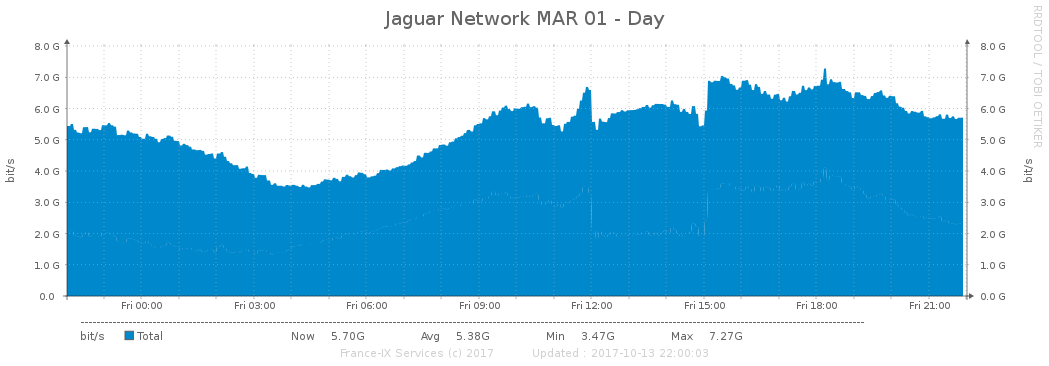 Jaguar Network MAR 01 - Day
RRDTOOL / TOBI OETIKER
bit/s
bit/s
8.0 G 8.0 G
7.0 G 7.0 G
6.0 G 6.0 G
5.0 G 5.0 G
4.0 G 4.0 G
3.0 G 3.0 G
2.0 G 2.0 G
1.0 G 1.0 G
0.0 0.0 G
Fri 00:00 Fri 03:00 Fri 06:00 Fri 09:00 Fri 12:00 Fri 15:00 Fri 18:00 Fri 21:00
bit/s Total Now 5.70G Avg 5.38G Min 3.47G Max 7.27G
France-IX Services (c) 2017 Updated : 2017-10-13 22:00:03